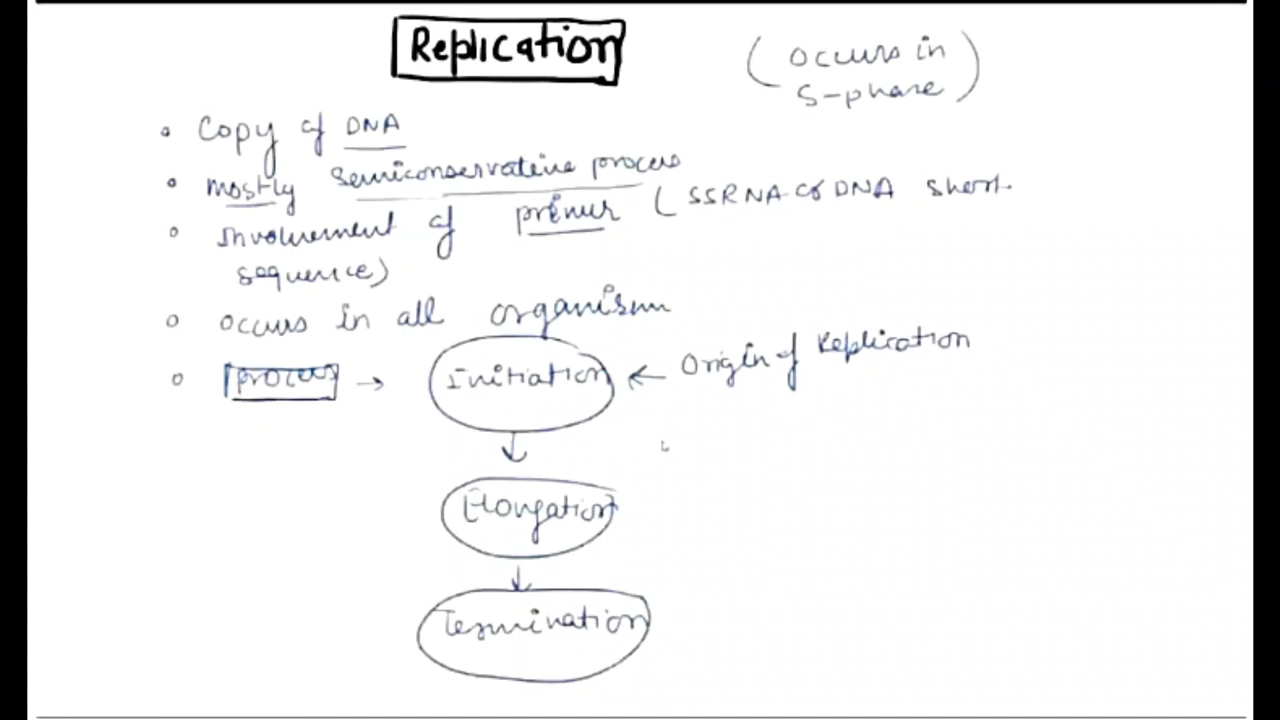 Replication
(occurs in
S-phase)
• Copy of DNA
• mostly semiconservative process
• Involvement of primer (SSRNA or DNA short
sequence)
• occurs in all organism
• process → Initiation ← Origin of Replication
Elongation
Termination